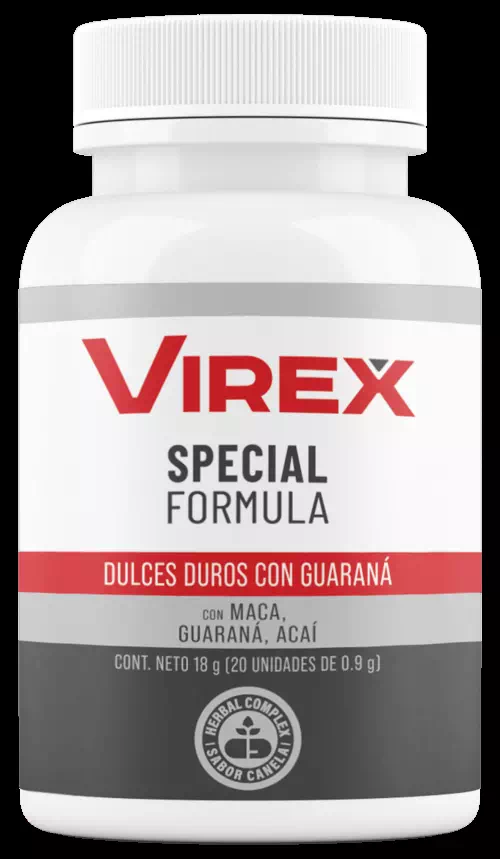 VIREX
SPECIAL
FORMULA
DULCES DUROS CON GUARANÁ
CON MACA,
GUARANÁ, ACAÍ
CONT. NETO 18 g (20 UNIDADES DE 0.9 g)
HERBAL COMPLEX
SABOR CANELA